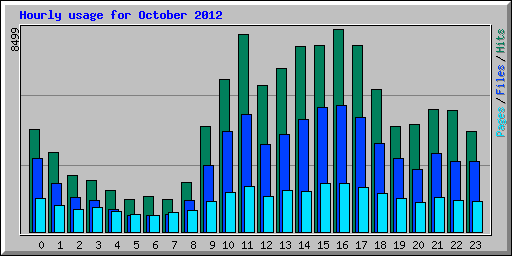 Hourly usage for October 2012
8499
Pages / Files / Hits
0 1 2 3 4 5 6 7 8 9 10 11 12 13 14 15 16 17 18 19 20 21 22 23